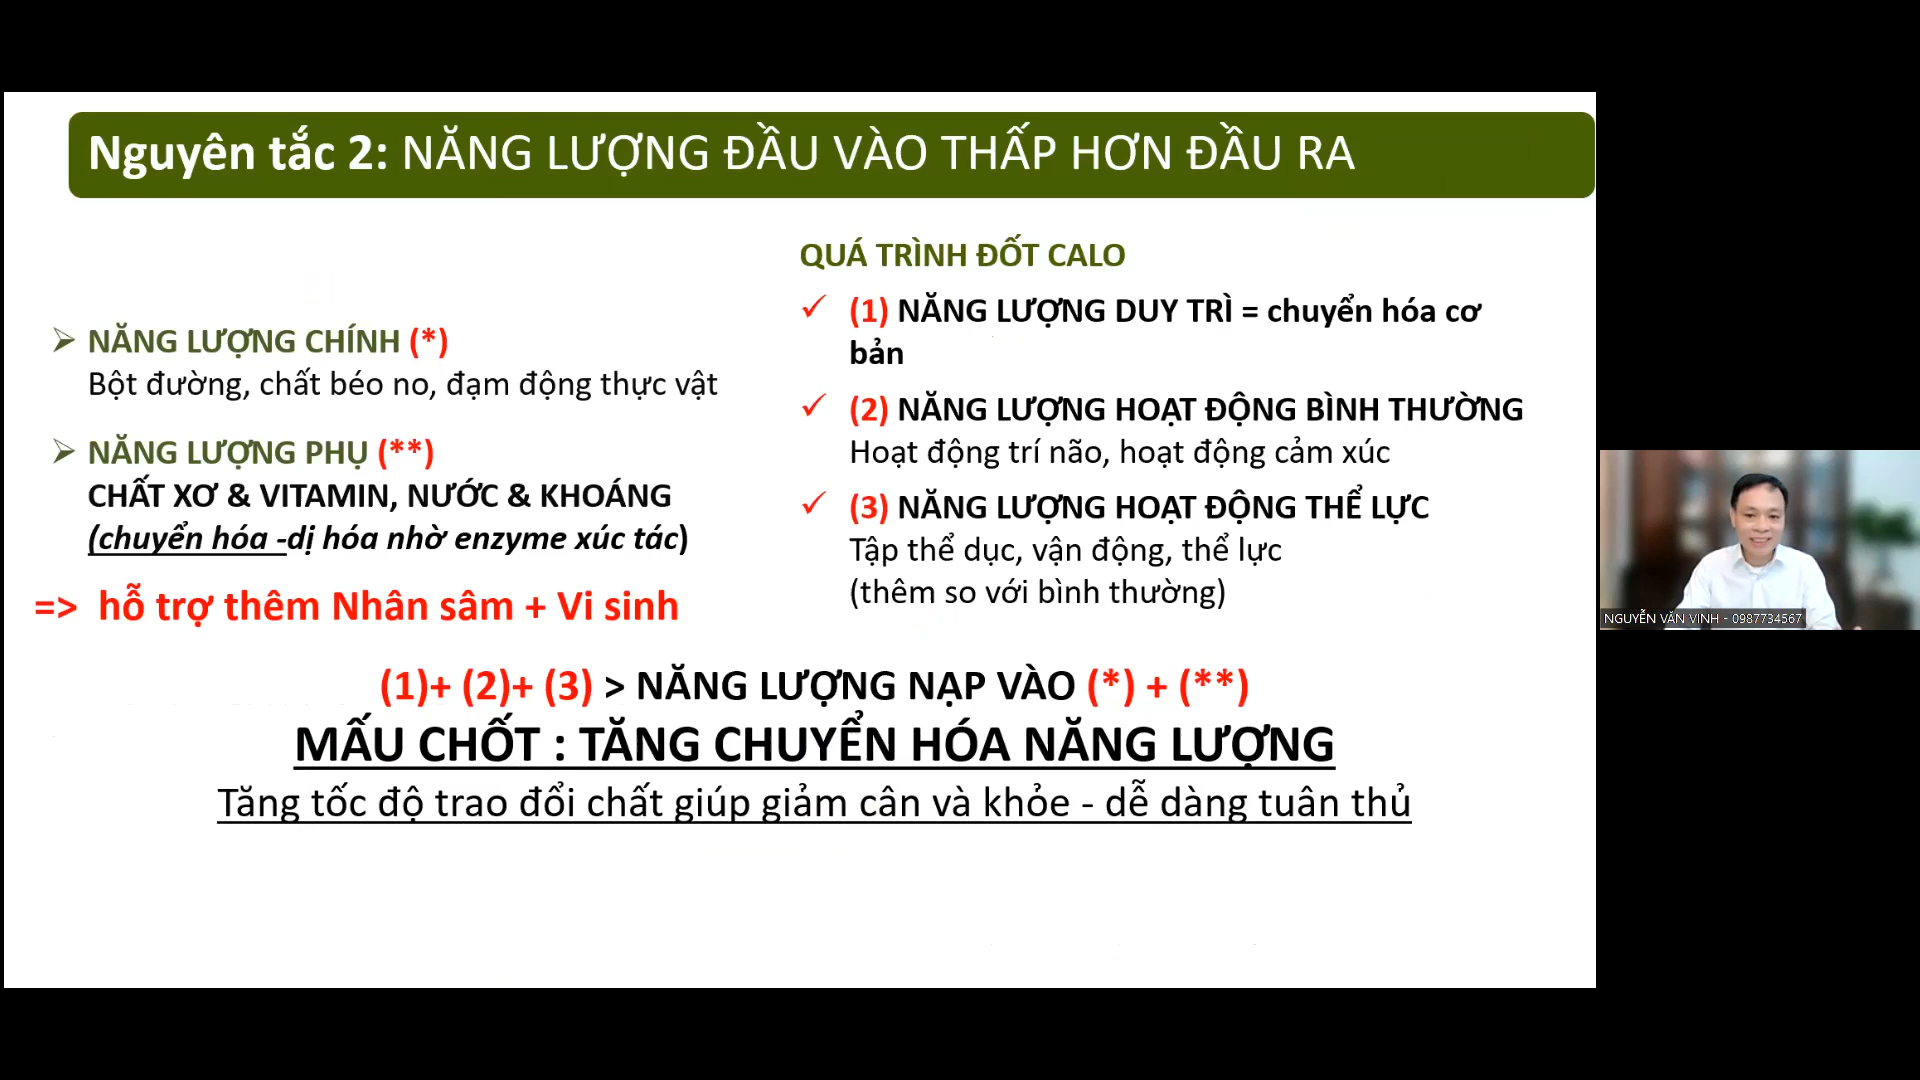 Nguyên tắc 2: NĂNG LƯỢNG ĐẦU VÀO THẤP HƠN ĐẦU RA
NĂNG LƯỢNG CHÍNH (*)
Bột đường, chất béo no, đạm động thực vật
NĂNG LƯỢNG PHỤ (**)
CHẤT XƠ & VITAMIN, NƯỚC & KHOÁNG
(chuyển hóa -dị hóa nhờ enzyme xúc tác)
=> hỗ trợ thêm Nhân sâm + Vi sinh
QUÁ TRÌNH ĐỐT CALO
(1) NĂNG LƯỢNG DUY TRÌ = chuyển hóa cơ
bản
(2) NĂNG LƯỢNG HOẠT ĐỘNG BÌNH THƯỜNG
Hoạt động trí não, hoạt động cảm xúc
(3) NĂNG LƯỢNG HOẠT ĐỘNG THỂ LỰC
Tập thể dục, vận động, thể lực
(thêm so với bình thường)
(1)+ (2)+ (3) > NĂNG LƯỢNG NẠP VÀO (*) + (**)
MẤU CHỐT : TĂNG CHUYỂN HÓA NĂNG LƯỢNG
Tăng tốc độ trao đổi chất giúp giảm cân và khỏe - dễ dàng tuân thủ
NGUYỄN VĂN VINH - 0987734567